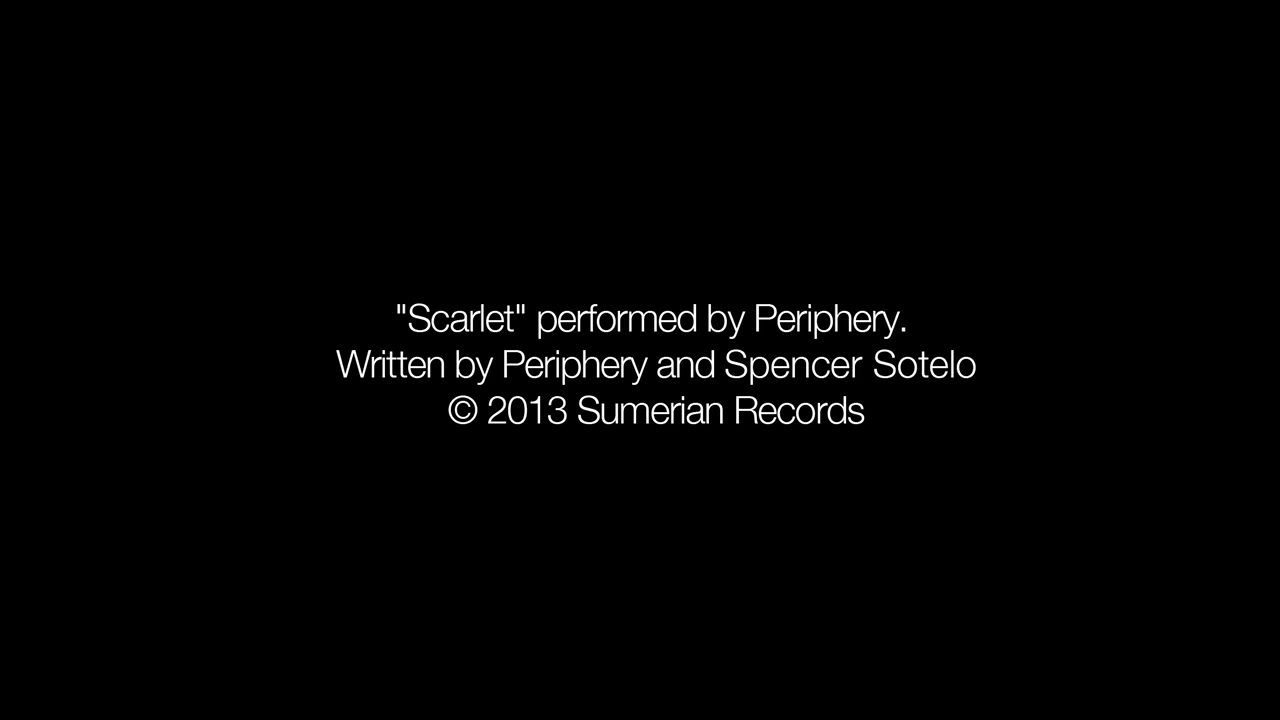 "Scarlet" performed by Periphery.
Written by Periphery and Spencer Sotelo
© 2013 Sumerian Records